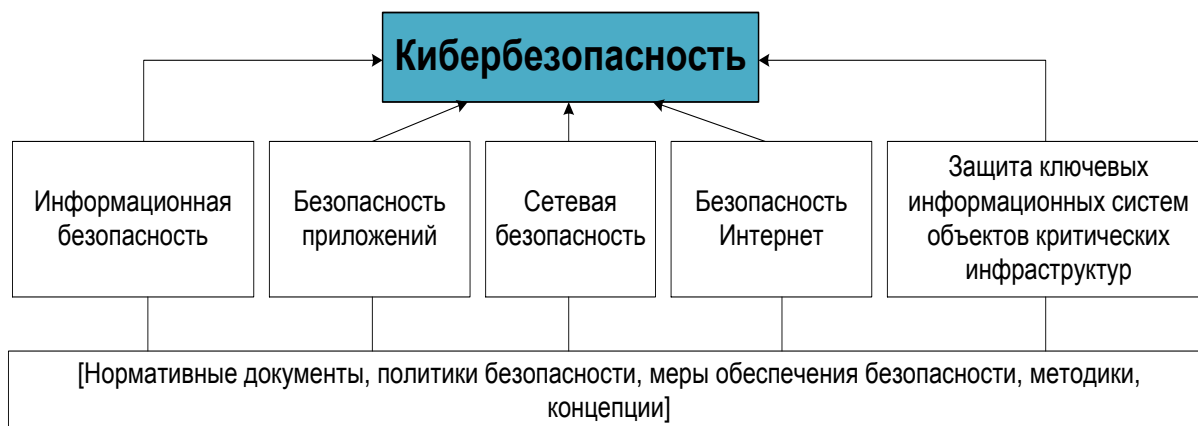 Кибербезопасность
Информационная
безопасность
Безопасность
приложений
Сетевая
безопасность
Безопасность
Интернет
Защита ключевых
информационных систем
объектов критических
инфраструктур
[Нормативные документы, политики безопасности, меры обеспечения безопасности, методики,
концепции]